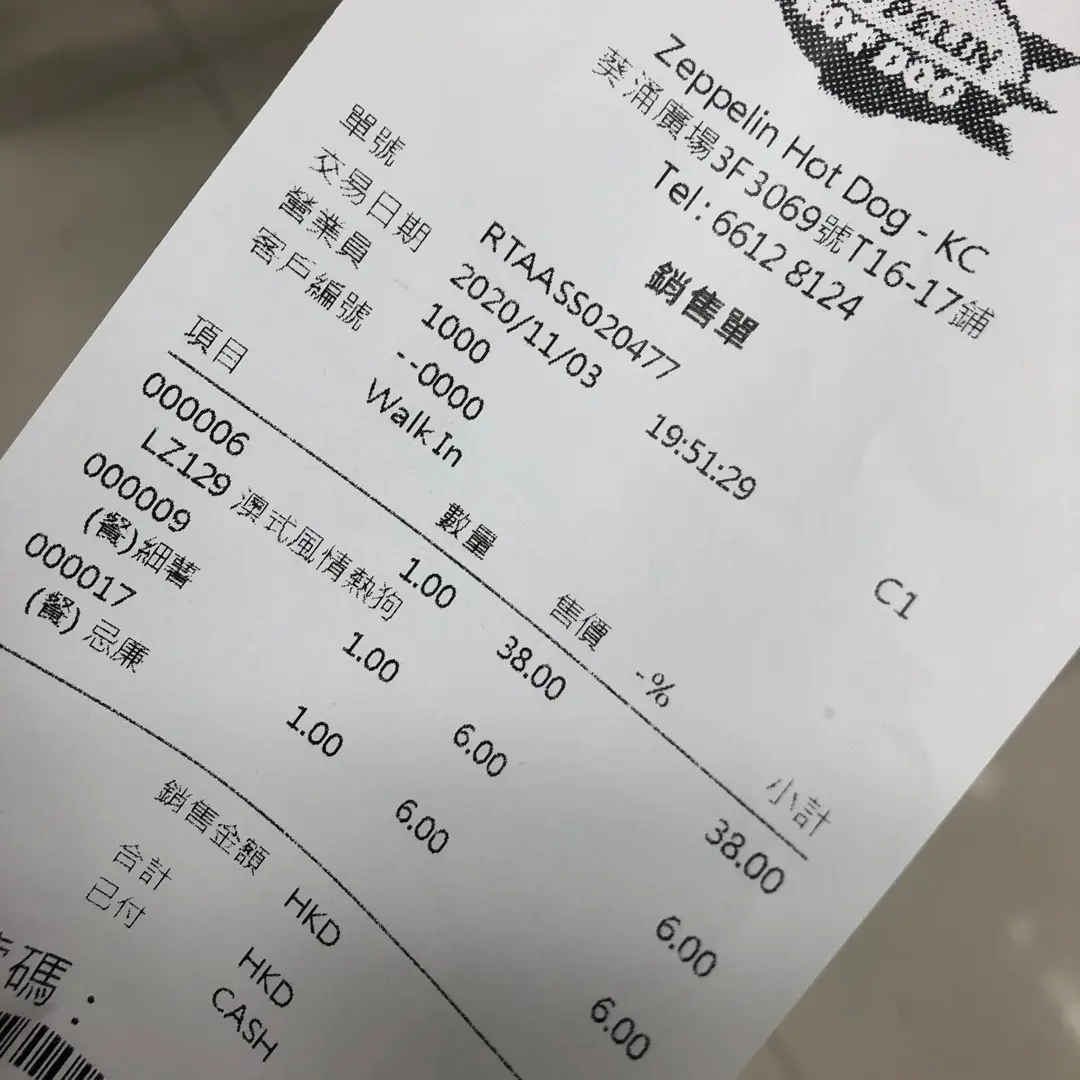 Zeppelin Hot Dog - KC
葵涌廣場3F3069號T16-17鋪
Tel: 6612 8124
銷售單
單號 RTAASS020477
交易日期 2020/11/03 19:51:29
營業員 1000
客戶編號 --0000 C1
Walk In
項目 數量 售價 -% 小計
000006 1.00 38.00 38.00
LZ129 澳式風情熱狗
000009 1.00 6.00 6.00
(餐)細薯
000017 1.00 6.00 6.00
(餐) 忌廉
銷售金額 HKD
合計 HKD
已付 CASH
碼：